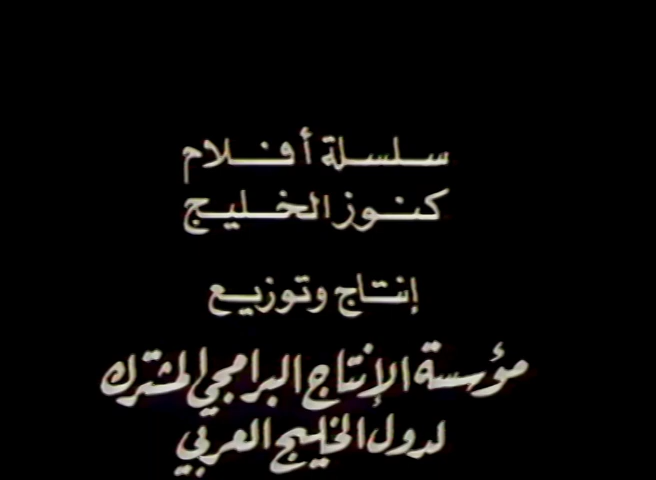 سلسلة أفلام
كنوز الخليج
إنتاج وتوزيع
مؤسسة الإنتاج البرامجي المشترك
لدول الخليج العربي